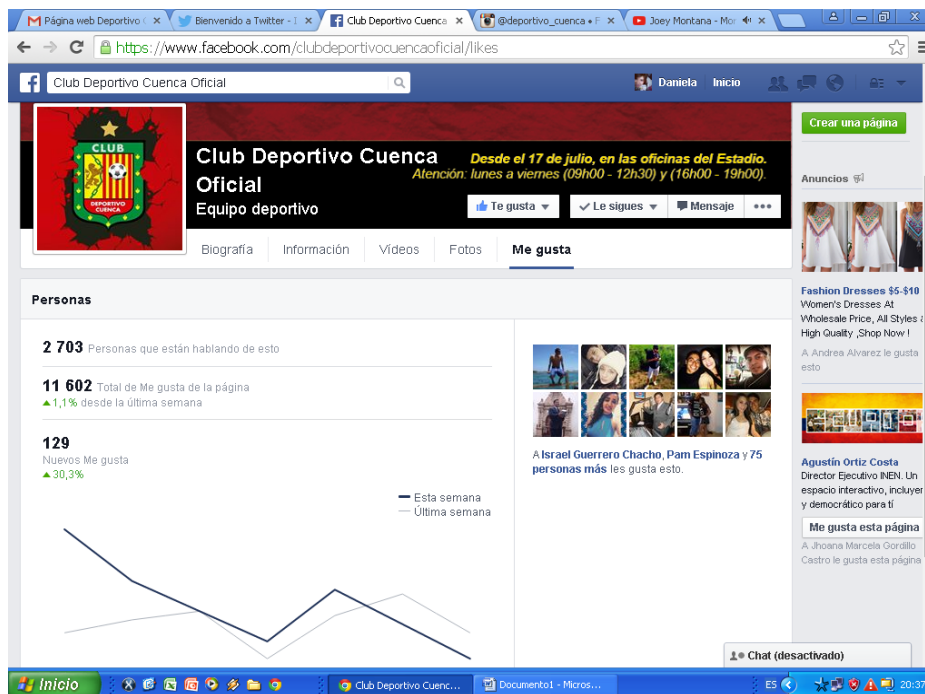 Página web Deportivo C
Bienvenido a Twitter - I
Club Deportivo Cuenca
@deportivo_cuenca • F
Joey Montana - Mor
https://www.facebook.com/clubdeportivocuencaoficial/likes
Club Deportivo Cuenca Oficial
Daniela Inicio
CLUB
DEPORTIVO
CUENCA
Club Deportivo Cuenca
Oficial
Equipo deportivo
Desde el 17 de julio, en las oficinas del Estadio.
Atención: lunes a viernes (09h00 - 12h30) y (16h00 - 19h00).
Te gusta
Le sigues
Mensaje
Biografía Información Vídeos Fotos Me gusta
Personas
2 703 Personas que están hablando de esto
11 602 Total de Me gusta de la página
1,1% desde la última semana
129
Nuevos Me gusta
30,3%
Esta semana
Última semana
A Israel Guerrero Chacho, Pam Espinoza y 75
personas más les gusta esto.
Crear una página
Anuncios
Fashion Dresses $5-$10
Women's Dresses At
Wholesale Price, All Styles
High Quality ,Shop Now !
A Andrea Alvarez le gusta
esto
Agustín Ortiz Costa
Director Ejecutivo INEN. Un
espacio interactivo, incluyen
y democrático para tí
Me gusta esta página
A Jhoana Marcela Gordillo
Castro le gusta esta página
Chat (desactivado)
Inicio
Club Deportivo Cuenc...
Documento1 - Micros...
ES
20:37